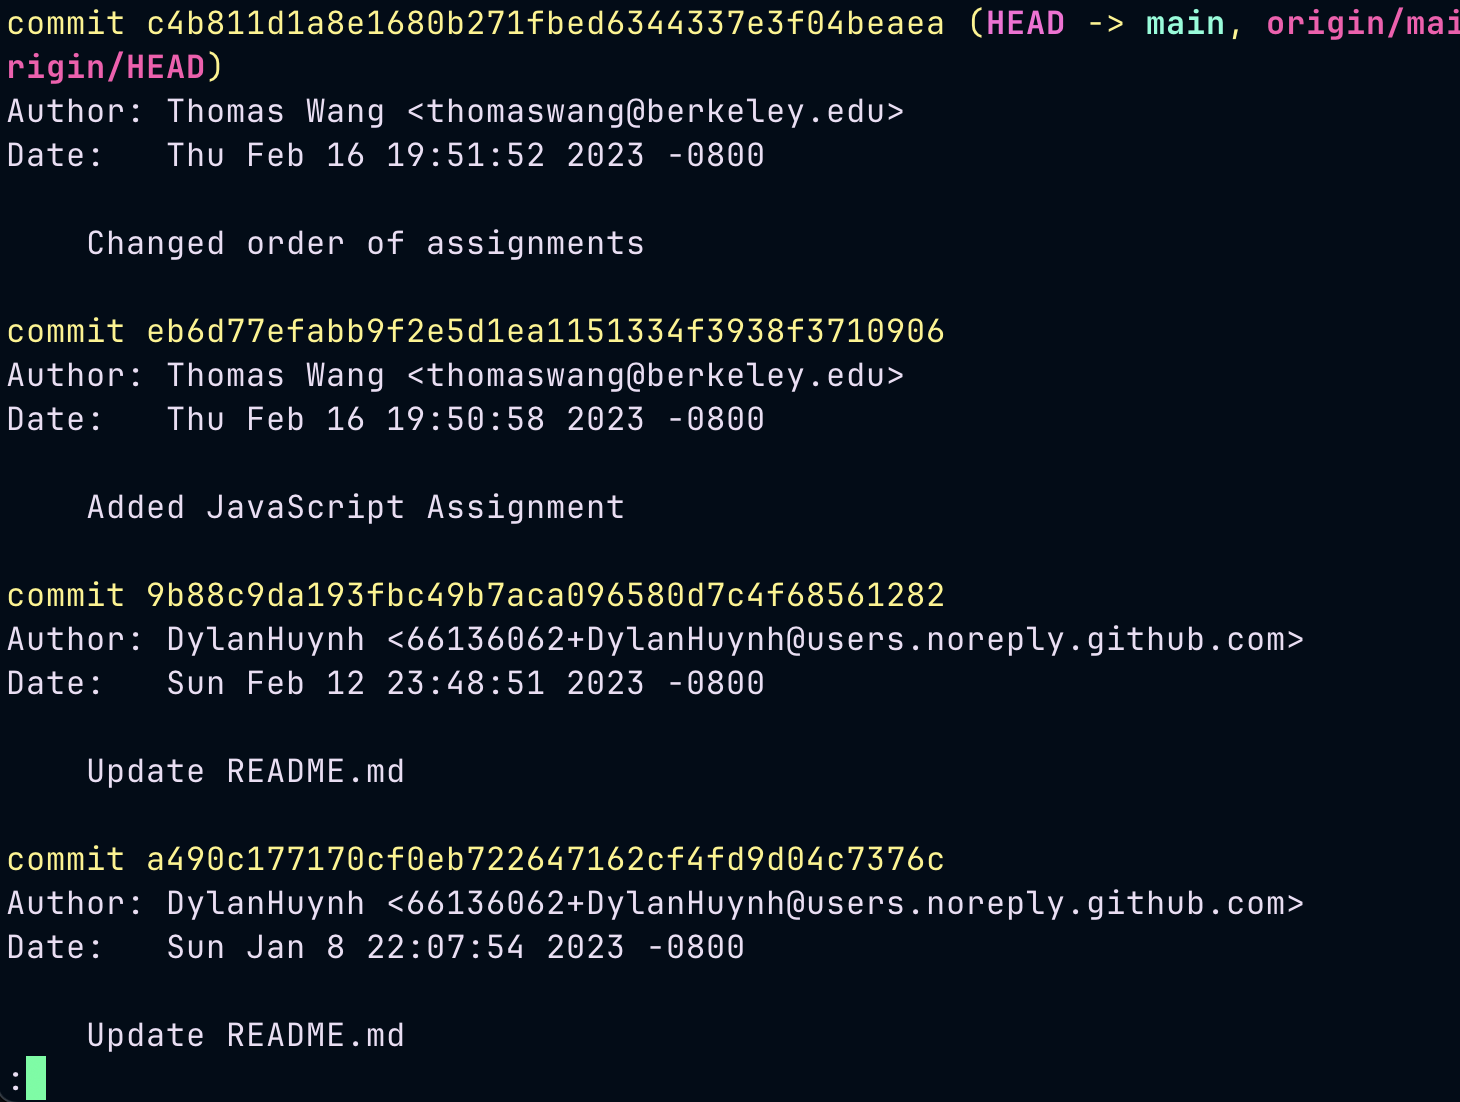 commit c4b811d1a8e1680b271fbed6344337e3f04beaea (HEAD -> main, origin/mai
rigin/HEAD)
Author: Thomas Wang <thomaswang@berkeley.edu>
Date:   Thu Feb 16 19:51:52 2023 -0800
    Changed order of assignments
commit eb6d77efabb9f2e5d1ea1151334f3938f3710906
Author: Thomas Wang <thomaswang@berkeley.edu>
Date:   Thu Feb 16 19:50:58 2023 -0800
    Added JavaScript Assignment
commit 9b88c9da193fbc49b7aca096580d7c4f68561282
Author: DylanHuynh <66136062+DylanHuynh@users.noreply.github.com>
Date:   Sun Feb 12 23:48:51 2023 -0800
    Update README.md
commit a490c177170cf0eb722647162cf4fd9d04c7376c
Author: DylanHuynh <66136062+DylanHuynh@users.noreply.github.com>
Date:   Sun Jan 8 22:07:54 2023 -0800
    Update README.md
: